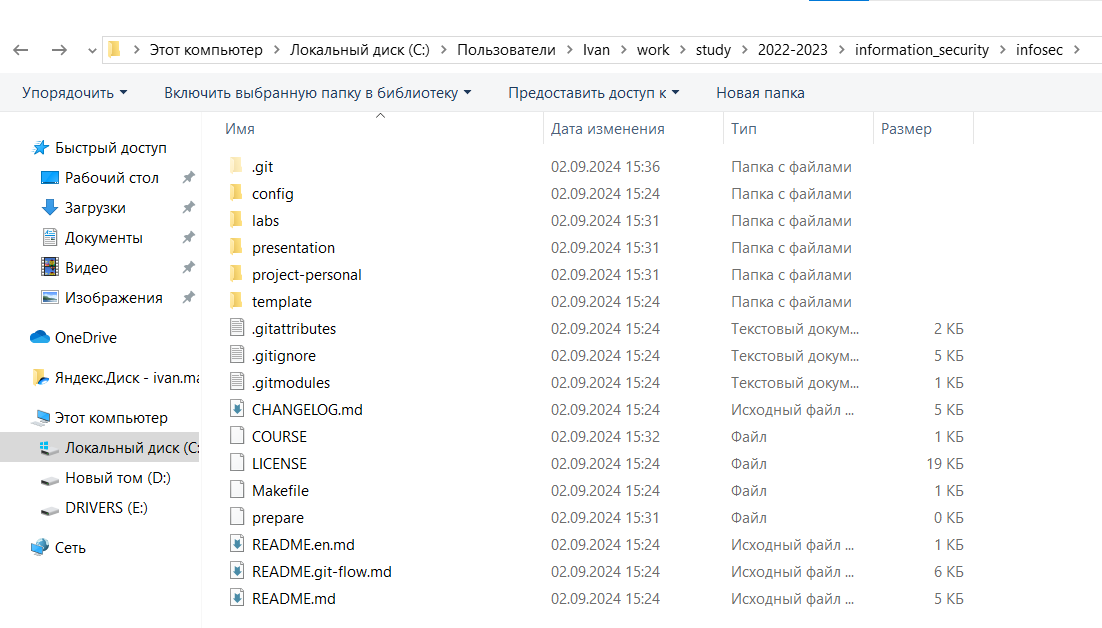 Этот компьютер > Локальный диск (C:) > Пользователи > Ivan > work > study > 2022-2023 > information_security > infosec >
Упорядочить Включить выбранную папку в библиотеку Предоставить доступ к Новая папка
Быстрый доступ
Рабочий стол
Загрузки
Документы
Видео
Изображения
OneDrive
Яндекс.Диск - ivan.ma
Этот компьютер
Локальный диск (C:
Новый том (D:)
DRIVERS (E:)
Сеть
Имя Дата изменения Тип Размер
.git 02.09.2024 15:36 Папка с файлами
config 02.09.2024 15:24 Папка с файлами
labs 02.09.2024 15:31 Папка с файлами
presentation 02.09.2024 15:31 Папка с файлами
project-personal 02.09.2024 15:31 Папка с файлами
template 02.09.2024 15:24 Папка с файлами
.gitattributes 02.09.2024 15:24 Текстовый докум... 2 КБ
.gitignore 02.09.2024 15:24 Текстовый докум... 5 КБ
.gitmodules 02.09.2024 15:24 Текстовый докум... 1 КБ
CHANGELOG.md 02.09.2024 15:24 Исходный файл ... 5 КБ
COURSE 02.09.2024 15:32 Файл 1 КБ
LICENSE 02.09.2024 15:24 Файл 19 КБ
Makefile 02.09.2024 15:24 Файл 1 КБ
prepare 02.09.2024 15:31 Файл 0 КБ
README.en.md 02.09.2024 15:24 Исходный файл ... 1 КБ
README.git-flow.md 02.09.2024 15:24 Исходный файл ... 6 КБ
README.md 02.09.2024 15:24 Исходный файл ... 5 КБ